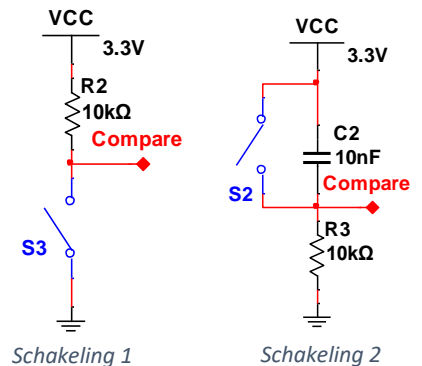 VCC
3.3V
R2
10kΩ
Compare
S3
Schakeling 1
VCC
3.3V
C2
10nF
Compare
S2
R3
10kΩ
Schakeling 2